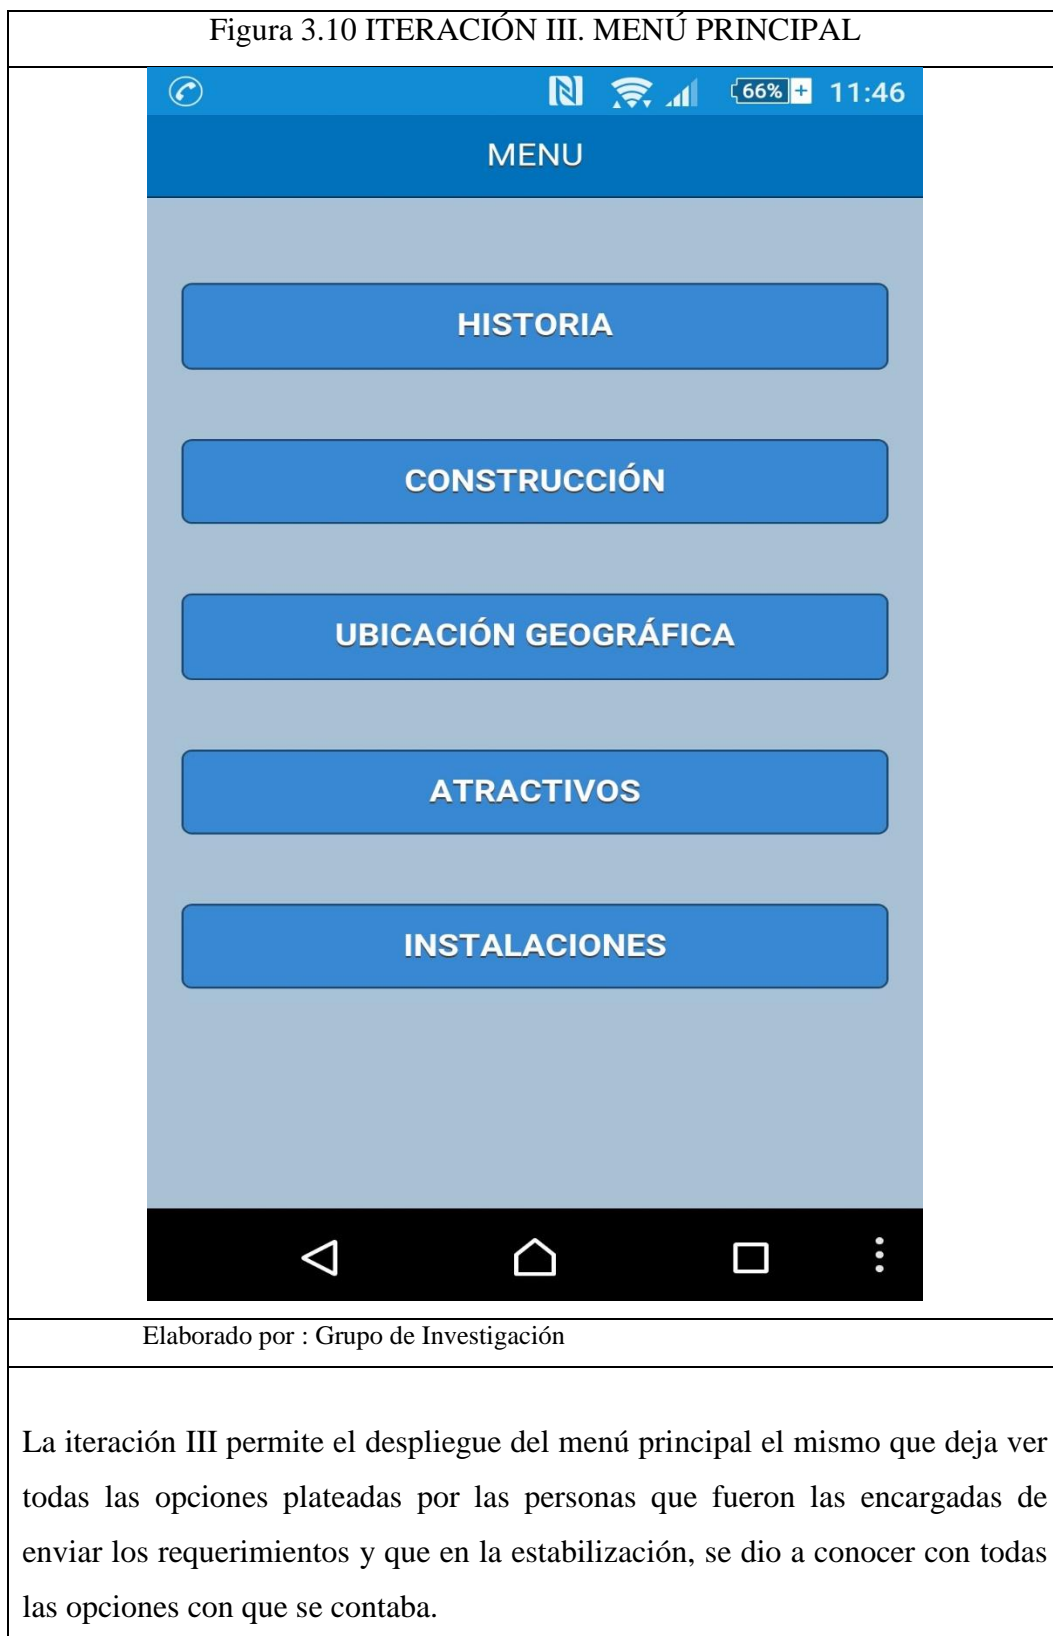 Figura 3.10 ITERACIÓN III. MENÚ PRINCIPAL
66% 11:46
MENU
HISTORIA
CONSTRUCCIÓN
UBICACIÓN GEOGRÁFICA
ATRACTIVOS
INSTALACIONES
Elaborado por : Grupo de Investigación
La iteración III permite el despliegue del menú principal el mismo que deja ver
todas las opciones plateadas por las personas que fueron las encargadas de
enviar los requerimientos y que en la estabilización, se dio a conocer con todas
las opciones con que se contaba.